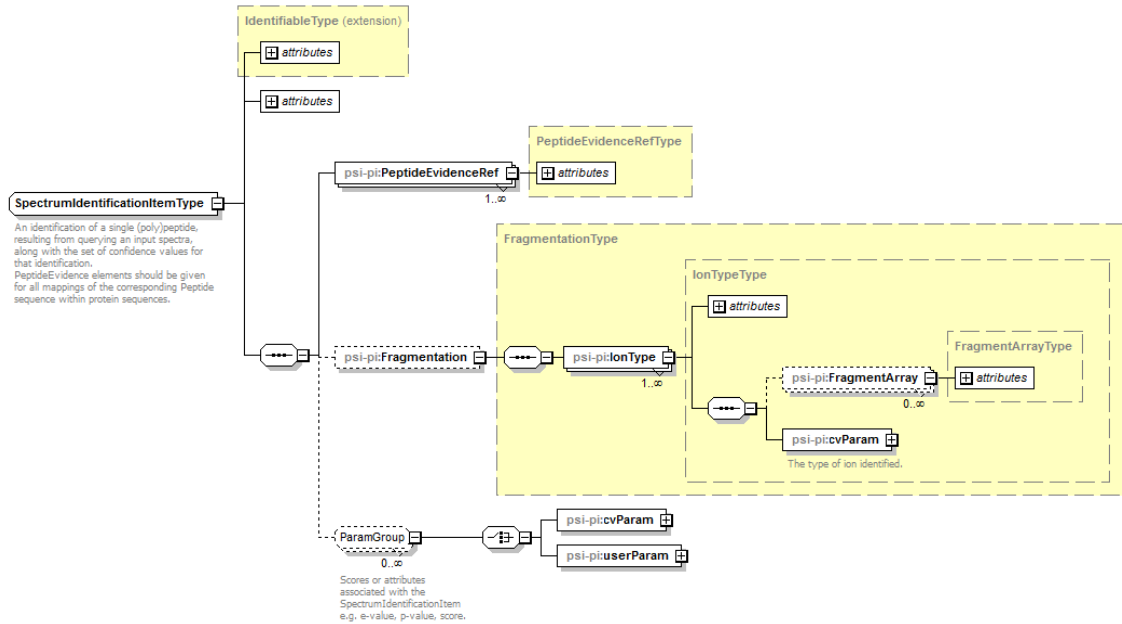 IdentifiableType (extension)
attributes
attributes
PeptideEvidenceRefType
psi-pi:PeptideEvidenceRef
attributes
1..∞
SpectrumIdentificationItemType
An identification of a single (poly)peptide,
resulting from querying an input spectra,
along with the set of confidence values for
that identification.
PeptideEvidence elements should be given
for all mappings of the corresponding Peptide
sequence within protein sequences.
FragmentationType
IonTypeType
attributes
psi-pi:Fragmentation
psi-pi:IonType
1..∞
FragmentArrayType
psi-pi:FragmentArray
attributes
0..∞
psi-pi:cvParam
The type of ion identified.
ParamGroup
0..∞
Scores or attributes
associated with the
SpectrumIdentificationItem
e.g. e-value, p-value, score.
psi-pi:cvParam
psi-pi:userParam